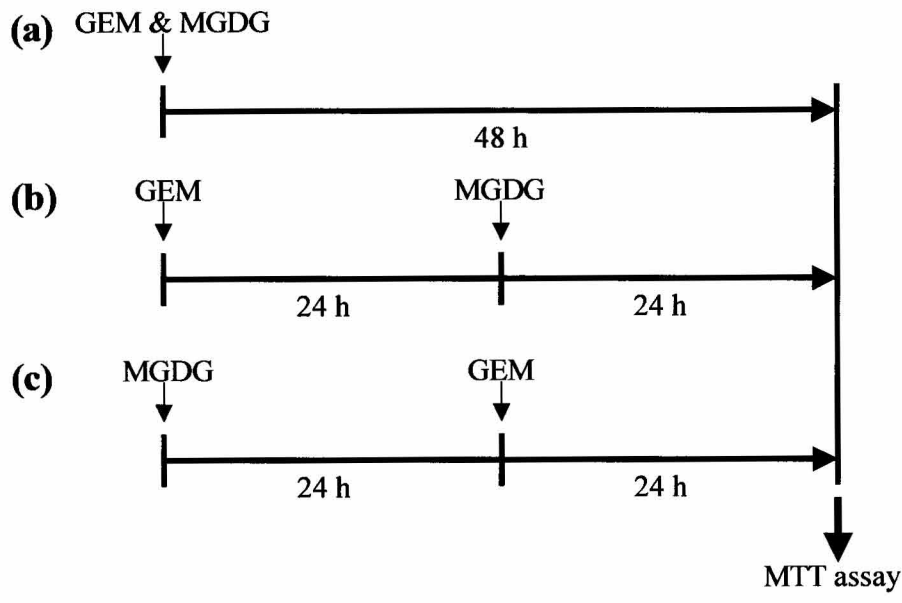 (a) GEM & MGDG
48 h
(b) GEM MGDG
24 h 24 h
(c) MGDG GEM
24 h 24 h
MTT assay